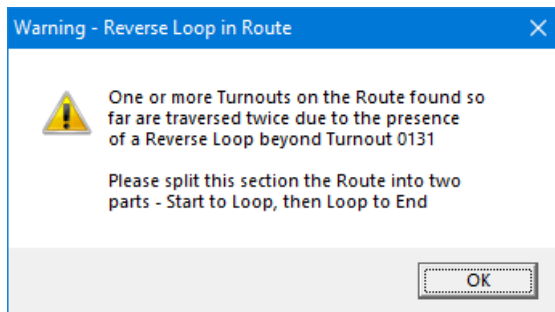 Warning - Reverse Loop in Route
One or more Turnouts on the Route found so
far are traversed twice due to the presence
of a Reverse Loop beyond Turnout 0131
Please split this section the Route into two
parts - Start to Loop, then Loop to End
OK